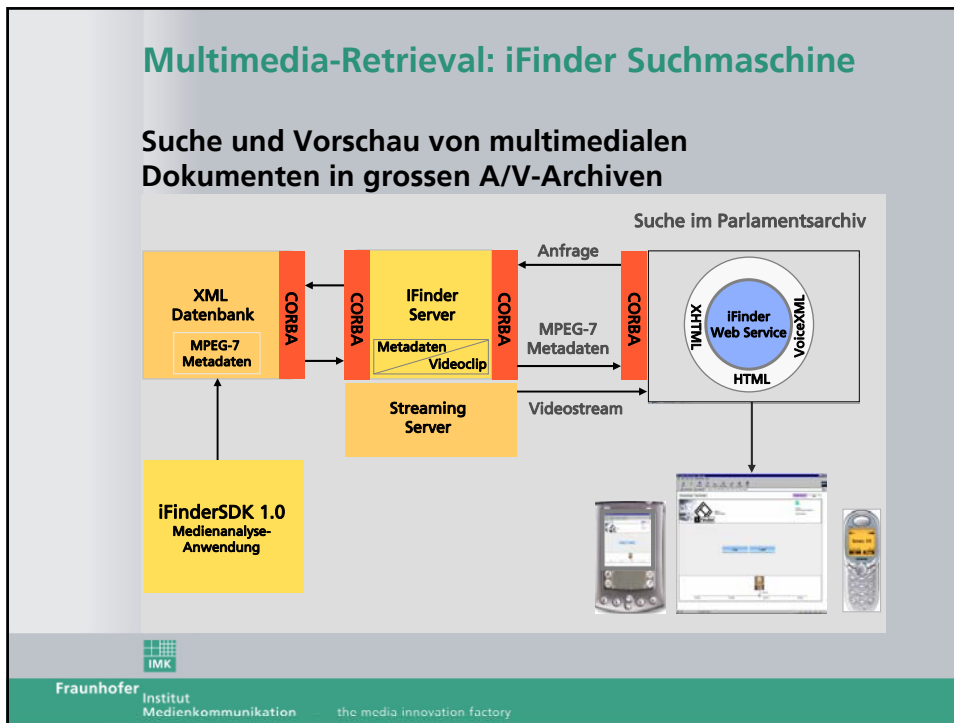 Multimedia-Retrieval: iFinder Suchmaschine
Suche und Vorschau von multimedialen
Dokumenten in grossen A/V-Archiven
Suche im Parlamentsarchiv
XML
Datenbank
MPEG-7
Metadaten
CORBA
CORBA
IFinder
Server
Metadaten
Videoclip
CORBA
Anfrage
MPEG-7
Metadaten
CORBA
XHTML
iFinder
Web Service
VoiceXML
HTML
Streaming
Server
Videostream
iFinderSDK 1.0
Medienanalyse-
Anwendung
IMK
Fraunhofer Institut
Medienkommunikation the media innovation factory